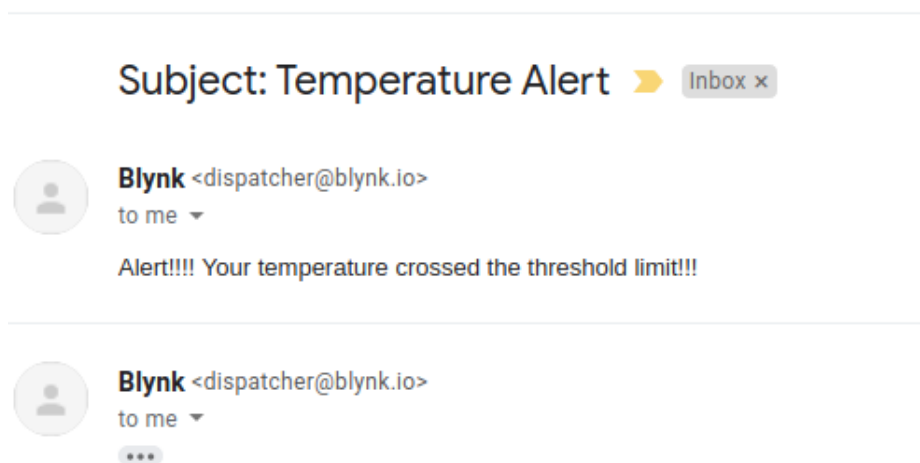 Subject: Temperature Alert Inbox ×
Blynk <dispatcher@blynk.io>
to me
Alert!!!! Your temperature crossed the threshold limit!!!
Blynk <dispatcher@blynk.io>
to me
•••